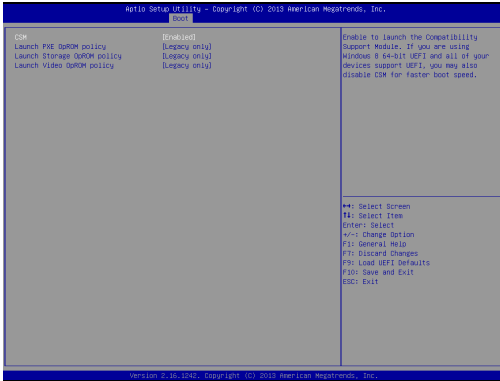 Aptio Setup Utility – Copyright (C) 2013 American Megatrends, Inc.
Boot
CSM [Enabled]
Launch PXE OpROM policy [Legacy only]
Launch Storage OpROM policy [Legacy only]
Launch Video OpROM policy [Legacy only]
Enable to launch the Compatibility
Support Module. If you are using
Windows 8 64-bit UEFI and all of your
devices support UEFI, you may also
disable CSM for faster boot speed.
↔: Select Screen
↑↓: Select Item
Enter: Select
+/-: Change Option
F1: General Help
F7: Discard Changes
F9: Load UEFI Defaults
F10: Save and Exit
ESC: Exit
Version 2.16.1242. Copyright (C) 2013 American Megatrends, Inc.